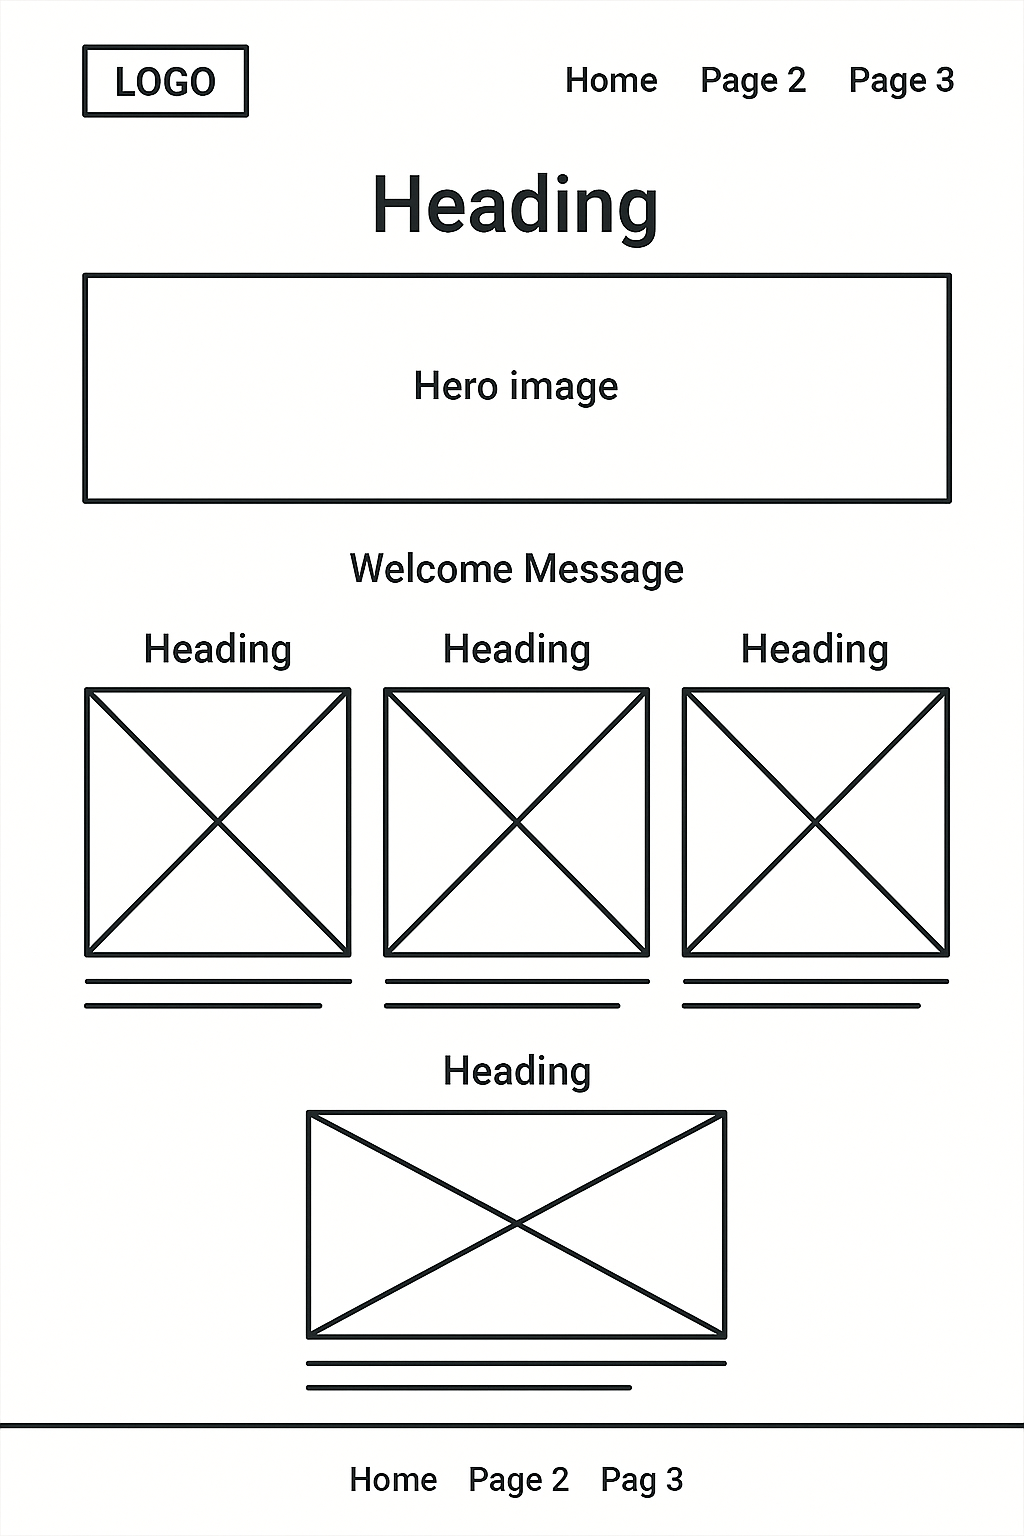 LOGO
Home Page 2 Page 3
Heading
Hero image
Welcome Message
Heading Heading Heading
Heading
Home Page 2 Pag 3